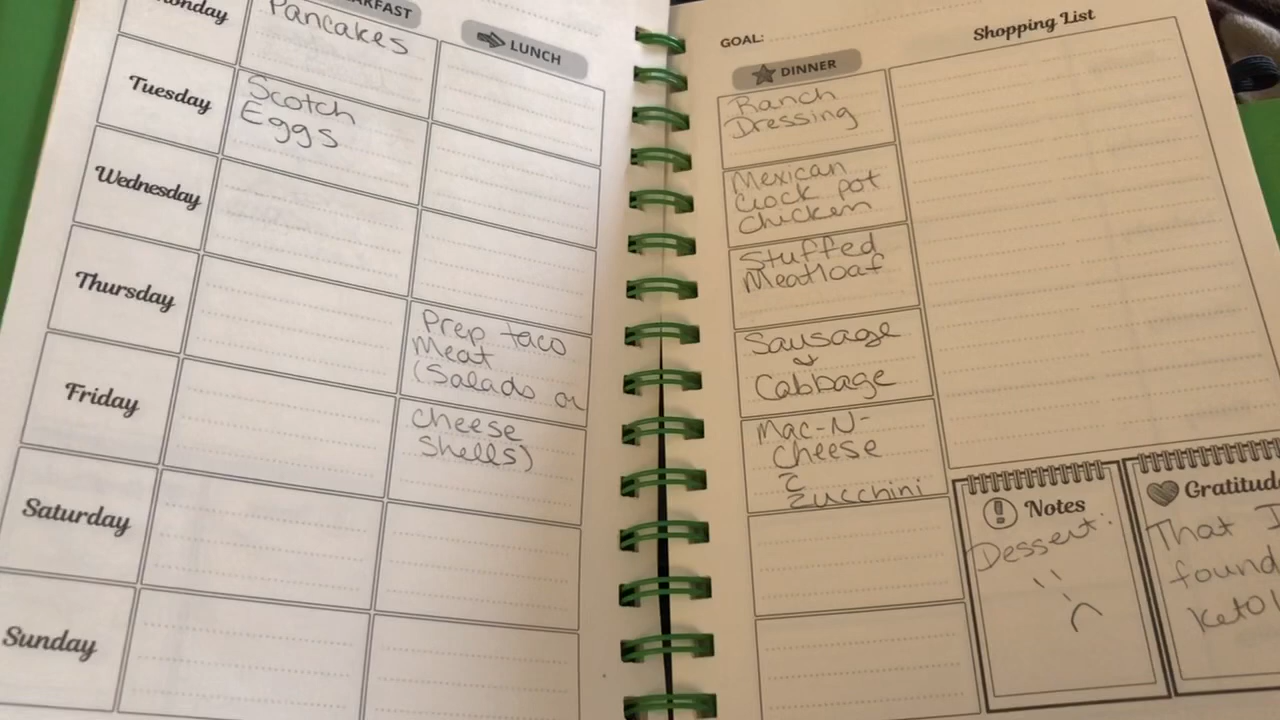 BREAKFAST
LUNCH
Monday
Pancakes
Tuesday
Scotch
Eggs
Wednesday
Thursday
Prep taco
Meat
(Salads or
Friday
Cheese
Shells)
Saturday
Sunday
GOAL:
Shopping List
DINNER
Ranch
Dressing
Mexican
Crock pot
Chicken
Stuffed
Meatloaf
Sausage
&
Cabbage
Mac-N-
Cheese
c̄
Zucchini
Notes
Dessert:
Gratitude
That I
found
Keto!